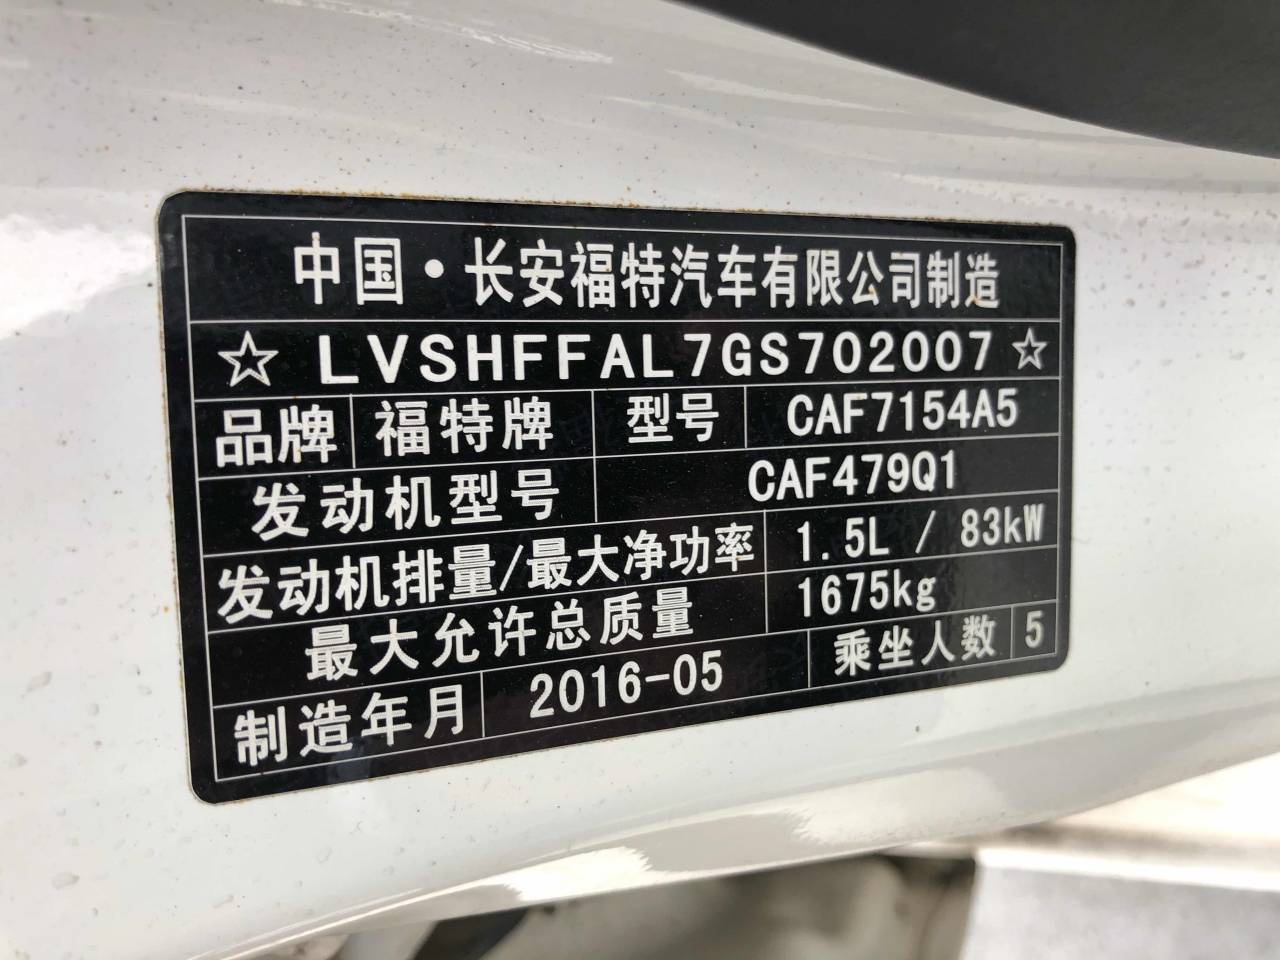 中国·长安福特汽车有限公司制造
☆LVSHFFAL7GS702007☆
品牌 福特牌 型号 CAF7154A5
发动机型号 CAF479Q1
发动机排量/最大净功率 1.5L / 83kW
最大允许总质量 1675kg
制造年月 2016-05 乘坐人数 5